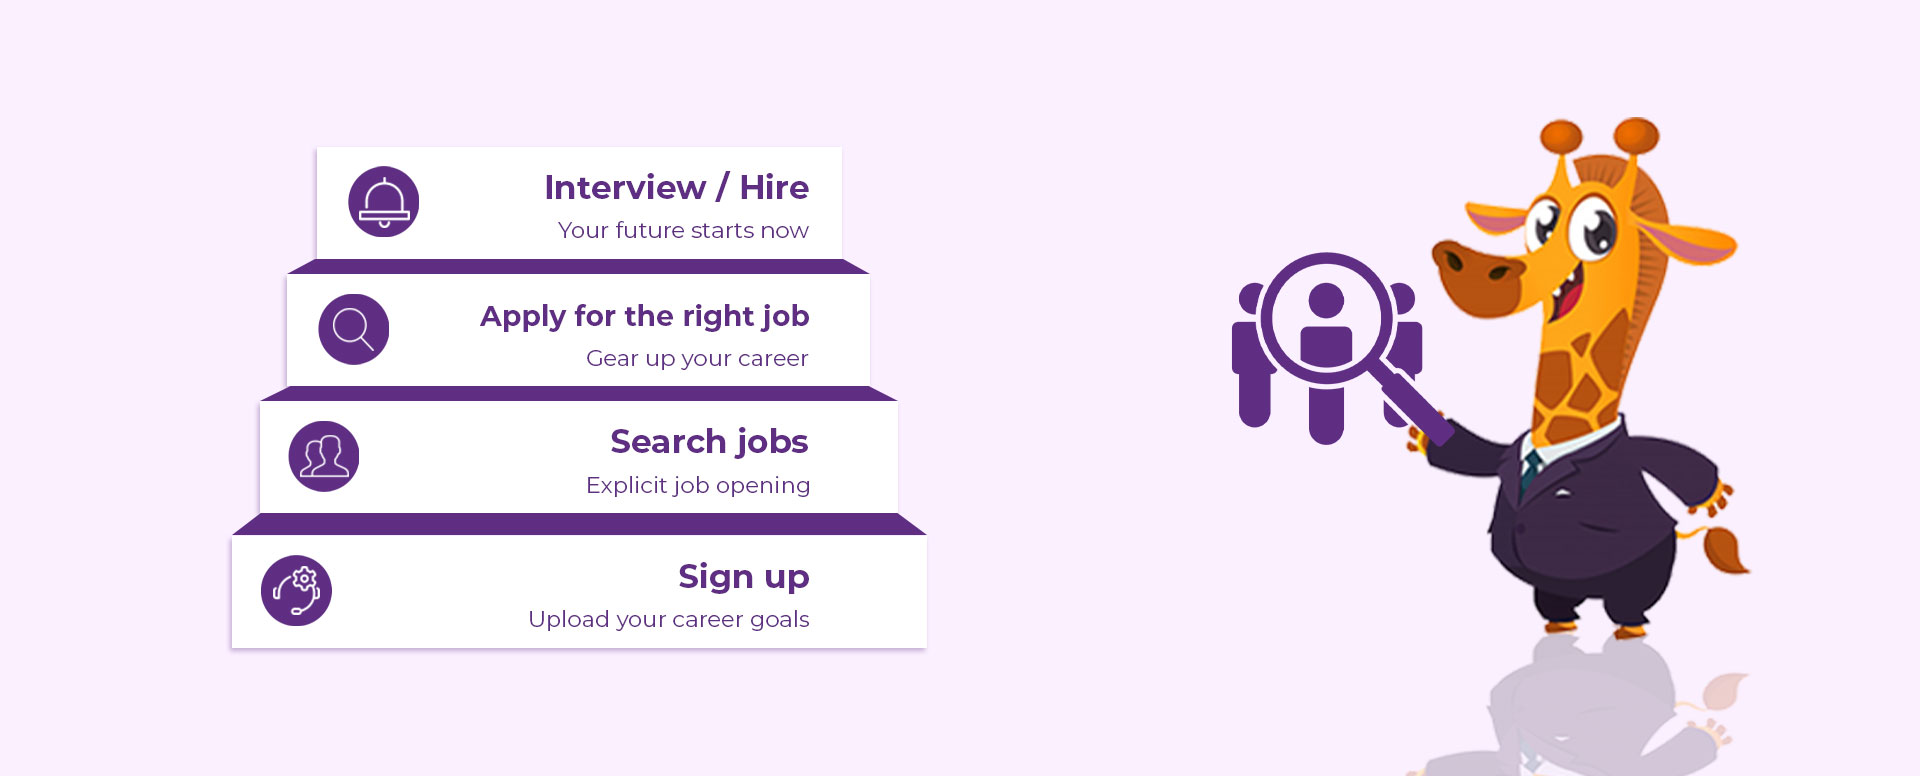 Interview / Hire
Your future starts now
Apply for the right job
Gear up your career
Search jobs
Explicit job opening
Sign up
Upload your career goals